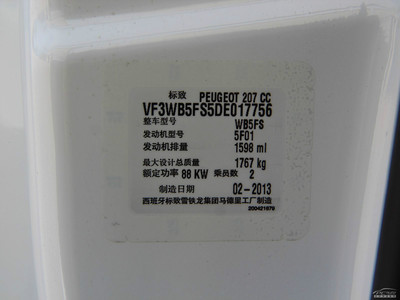 标致 PEUGEOT 207 CC
VF3WB5FS5DE017756
整车型号 WB5FS
发动机型号 5F01
发动机排量 1598 ml
最大设计总质量 1767 kg
额定功率 88 KW 乘员数 2
制造日期 02-2013
西班牙标致雪铁龙集团马德里工厂制造